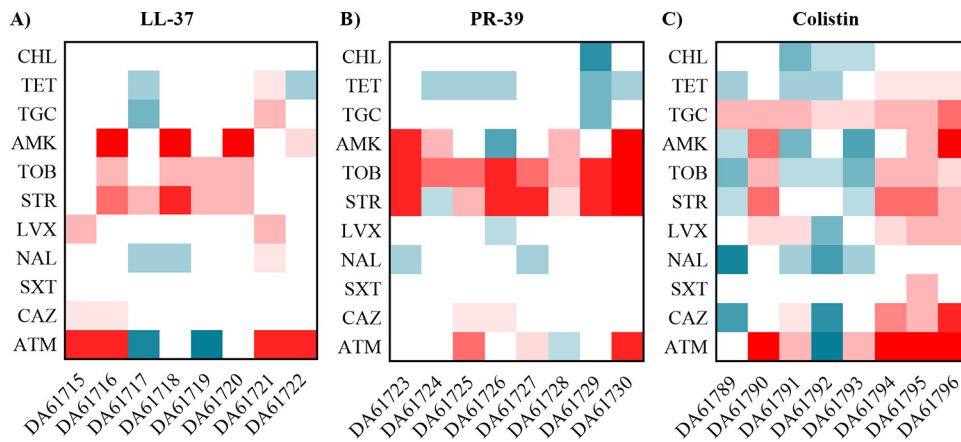 A) LL-37 B) PR-39 C) Colistin
CHL CHL CHL
TET TET TET
TGC TGC TGC
AMK AMK AMK
TOB TOB TOB
STR STR STR
LVX LVX LVX
NAL NAL NAL
SXT SXT SXT
CAZ CAZ CAZ
ATM ATM ATM
DA61715 DA61716 DA61717 DA61718 DA61719 DA61720 DA61721 DA61722 DA61723 DA61724 DA61725 DA61726 DA61727 DA61728 DA61729 DA61730 DA61789 DA61790 DA61791 DA61792 DA61793 DA61794 DA61795 DA61796